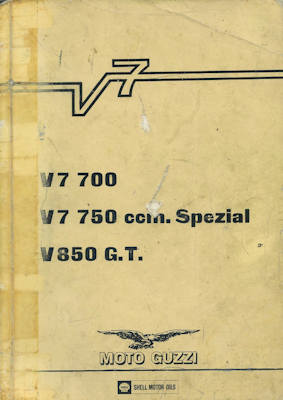 V7
V7 700
V7 750 ccm. Spezial
V850 G.T.
MOTO GUZZI
SHELL MOTOR OILS